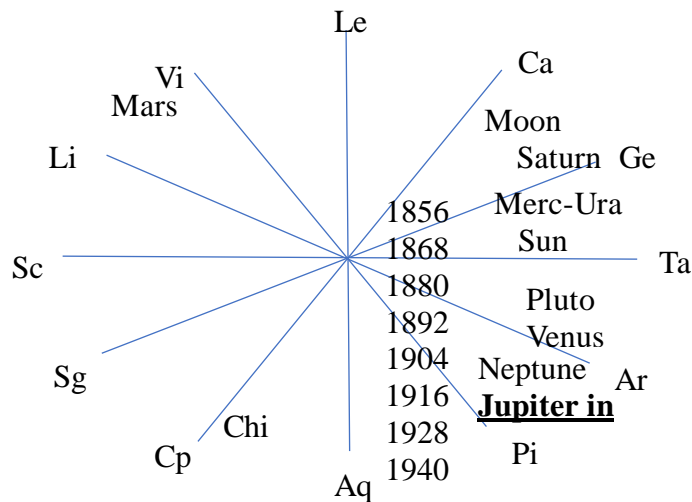 Le
Ca
Vi
Mars
Moon
Li
Saturn Ge
1856
Merc-Ura
1868
Sun
Sc
Ta
1880
Pluto
1892
Venus
1904
Neptune
Ar
Sg
1916
Jupiter in
Chi
1928
Cp
Pi
1940
Aq